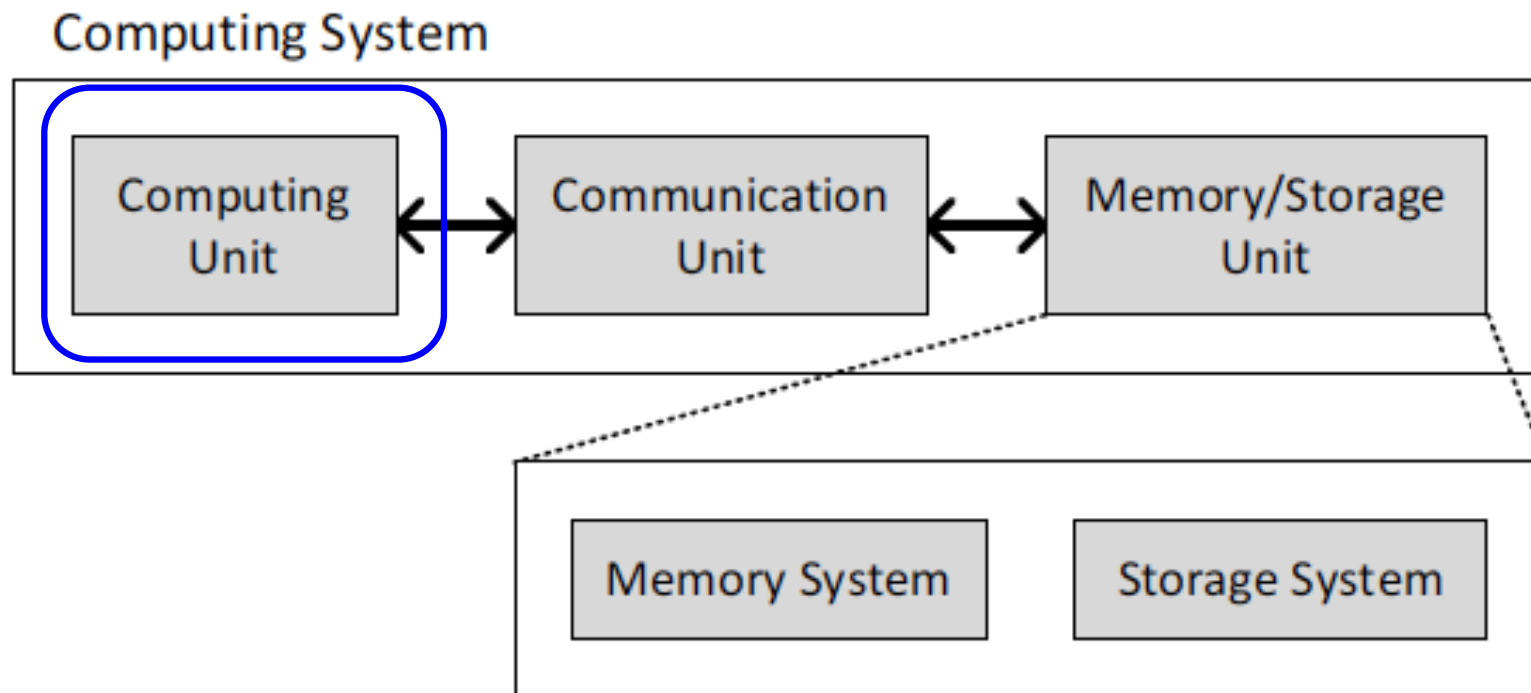 Computing System
Computing
Unit
Communication
Unit
Memory/Storage
Unit
Memory System
Storage System